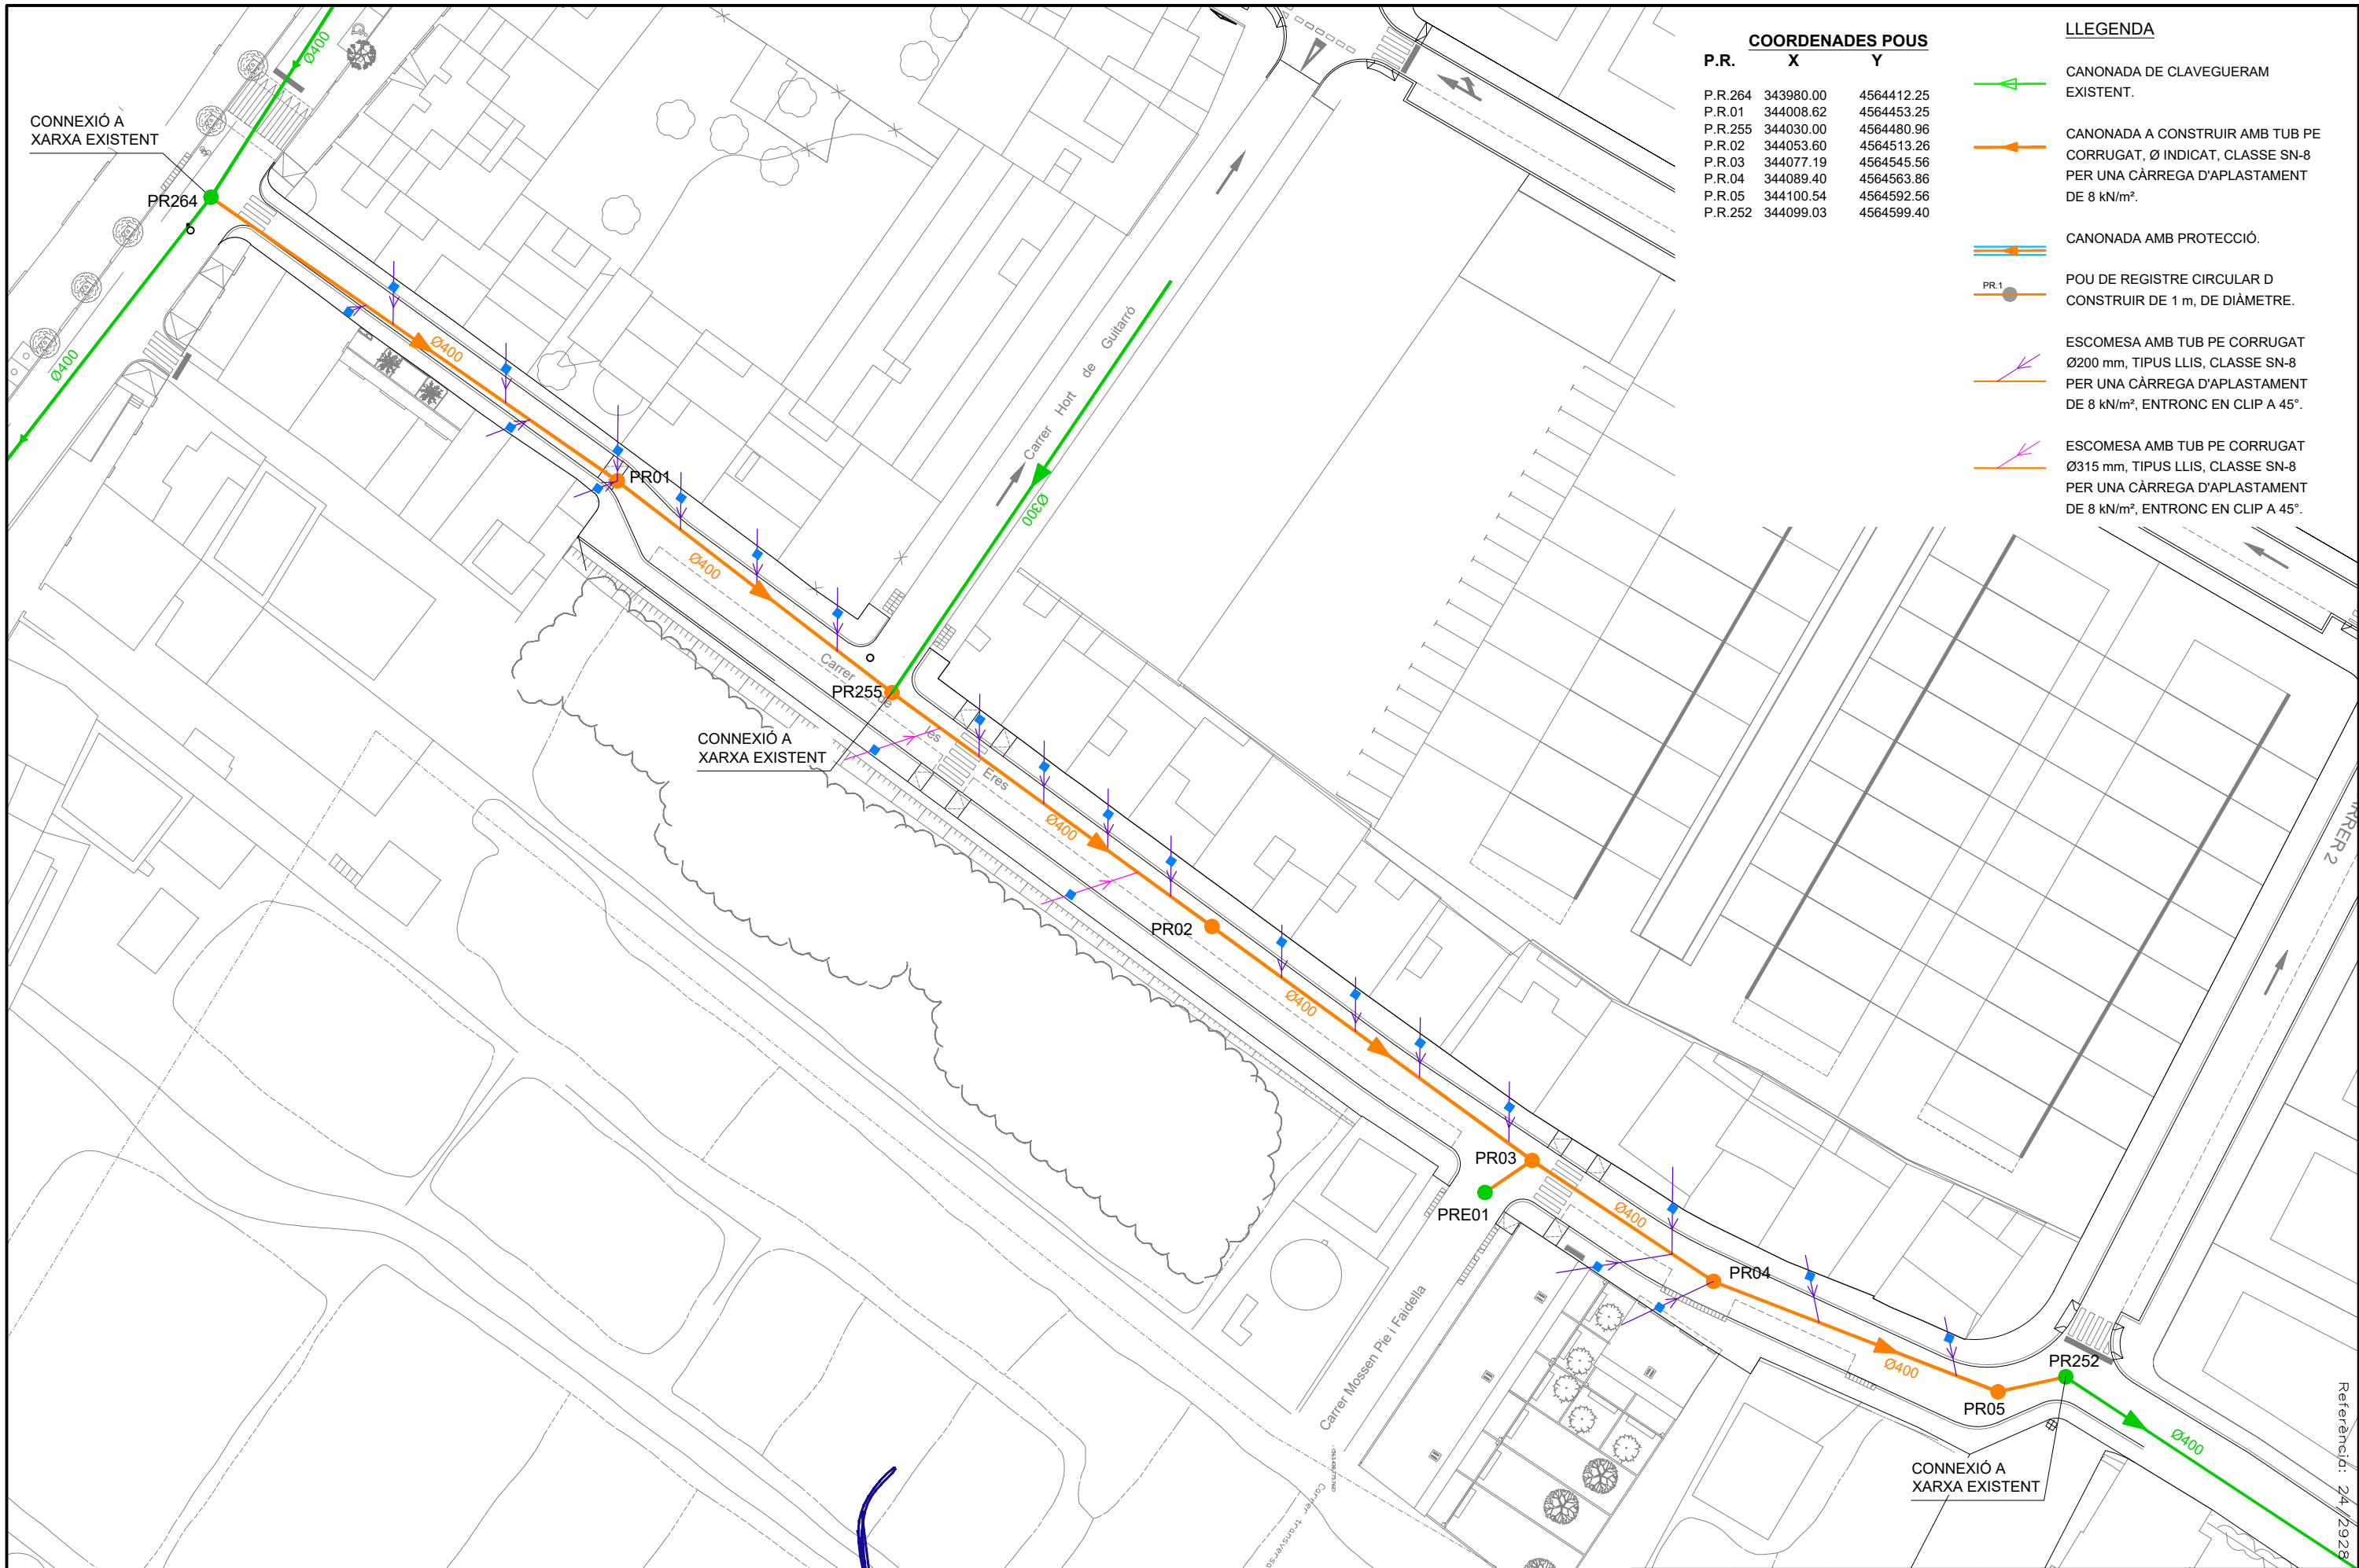 COORDENADES POUS
P.R. X Y
P.R.264 343980.00 4564412.25
P.R.01 344008.62 4564453.25
P.R.255 344030.00 4564480.96
P.R.02 344053.60 4564513.26
P.R.03 344077.19 4564545.56
P.R.04 344089.40 4564563.86
P.R.05 344100.54 4564592.56
P.R.252 344099.03 4564599.40
LLEGENDA
CANONADA DE CLAVEGUERAM
EXISTENT.
CANONADA A CONSTRUIR AMB TUB PE
CORRUGAT, Ø INDICAT, CLASSE SN-8
PER UNA CÀRREGA D'APLASTAMENT
DE 8 kN/m².
CANONADA AMB PROTECCIÓ.
PR.1
POU DE REGISTRE CIRCULAR D
CONSTRUIR DE 1 m, DE DIÀMETRE.
ESCOMESA AMB TUB PE CORRUGAT
Ø200 mm, TIPUS LLIS, CLASSE SN-8
PER UNA CÀRREGA D'APLASTAMENT
DE 8 kN/m², ENTRONC EN CLIP A 45°.
ESCOMESA AMB TUB PE CORRUGAT
Ø315 mm, TIPUS LLIS, CLASSE SN-8
PER UNA CÀRREGA D'APLASTAMENT
DE 8 kN/m², ENTRONC EN CLIP A 45°.
Ø400
CONNEXIÓ A
XARXA EXISTENT
PR264
Ø400
Ø400
Carrer Hort de Guitarró
PR01
Ø300
Ø400
Carrer de les Eres
PR255
CONNEXIÓ A
XARXA EXISTENT
Ø400
PR02
Ø400
PR03
PRE01
Ø400
PR04
Carrer Mossen Pie i Faidella
Ø400
PR252
PR05
Ø400
CONNEXIÓ A
XARXA EXISTENT
RRER 2
Carrer transvers
Referència: 24_2928